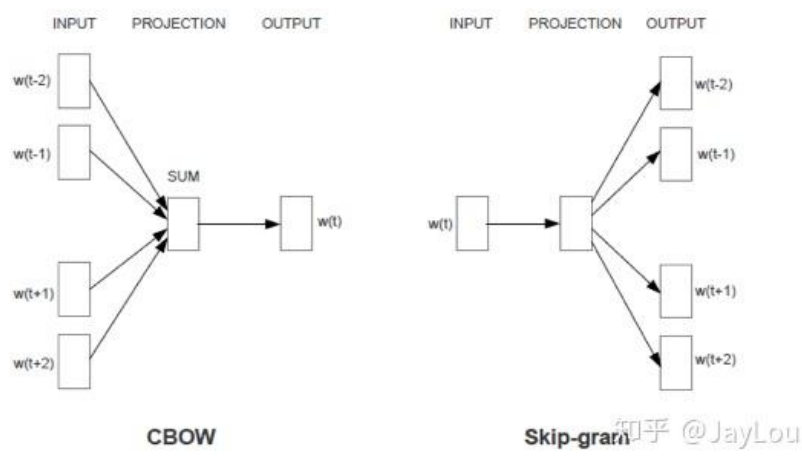 INPUT PROJECTION OUTPUT
w(t-2)
w(t-1)
SUM
w(t)
w(t+1)
w(t+2)
CBOW
INPUT PROJECTION OUTPUT
w(t-2)
w(t-1)
w(t)
w(t+1)
w(t+2)
Skip-gram
知乎 @JayLou